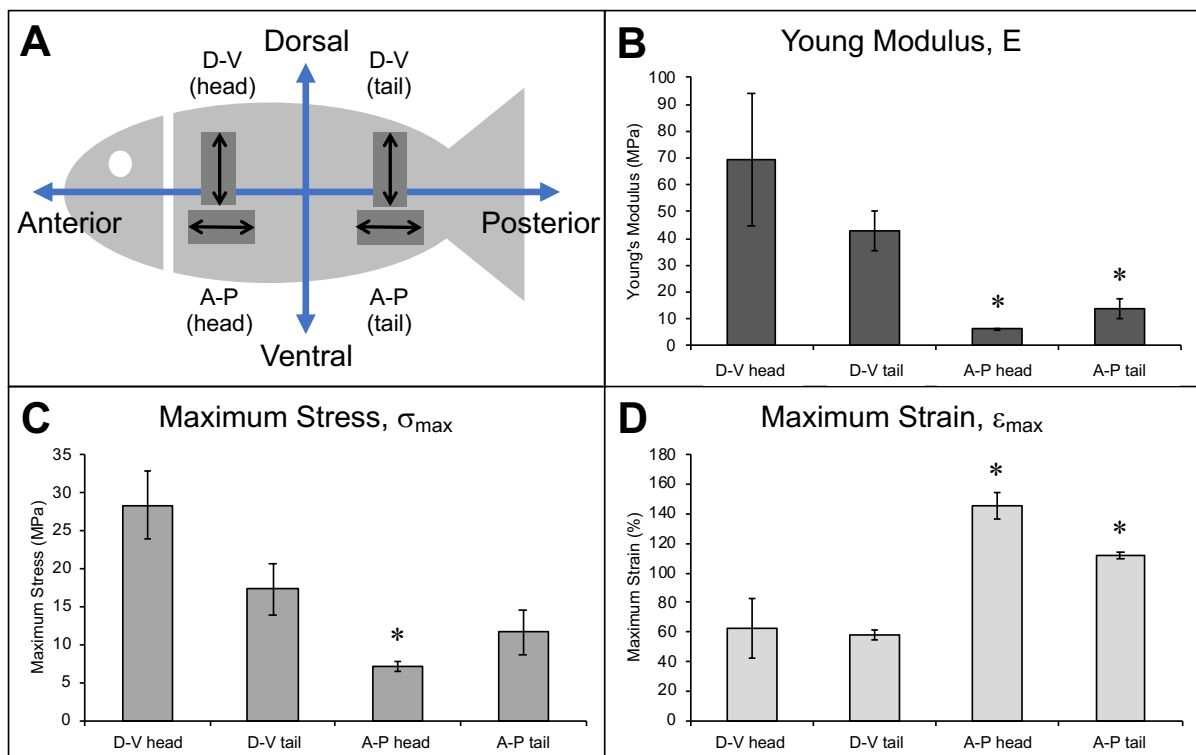 A
Dorsal
D-V
(head)
D-V
(tail)
Anterior
Posterior
A-P
(head)
A-P
(tail)
Ventral
B
Young Modulus, E
Young's Modulus (MPa)
100
90
80
70
60
50
40
30
20
10
0
*
*
D-V head
D-V tail
A-P head
A-P tail
C
Maximum Stress, σmax
Maximum Stress (MPa)
35
30
25
20
15
10
5
0
*
D-V head
D-V tail
A-P head
A-P tail
D
Maximum Strain, εmax
Maximum Strain (%)
180
160
140
120
100
80
60
40
20
0
*
*
D-V head
D-V tail
A-P head
A-P tail